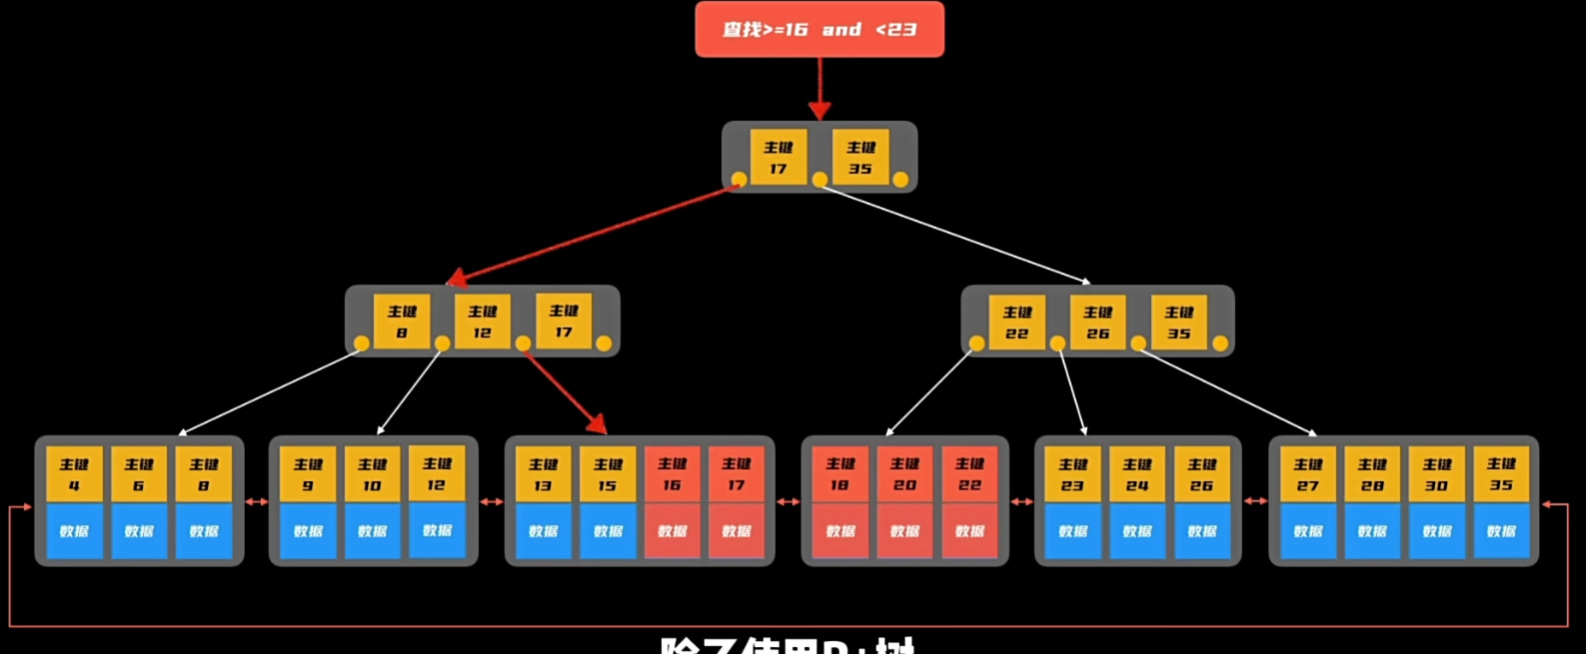 查找>=16 and <23
主键
17
主键
35
主键
8
主键
12
主键
17
主键
22
主键
26
主键
35
主键
4
主键
6
主键
8
主键
9
主键
10
主键
12
主键
13
主键
15
主键
16
主键
17
主键
18
主键
20
主键
22
主键
23
主键
24
主键
26
主键
27
主键
28
主键
30
主键
35
数据 数据 数据 数据 数据 数据 数据 数据 数据 数据 数据 数据 数据 数据 数据 数据 数据 数据 数据 数据
除了使用B+树